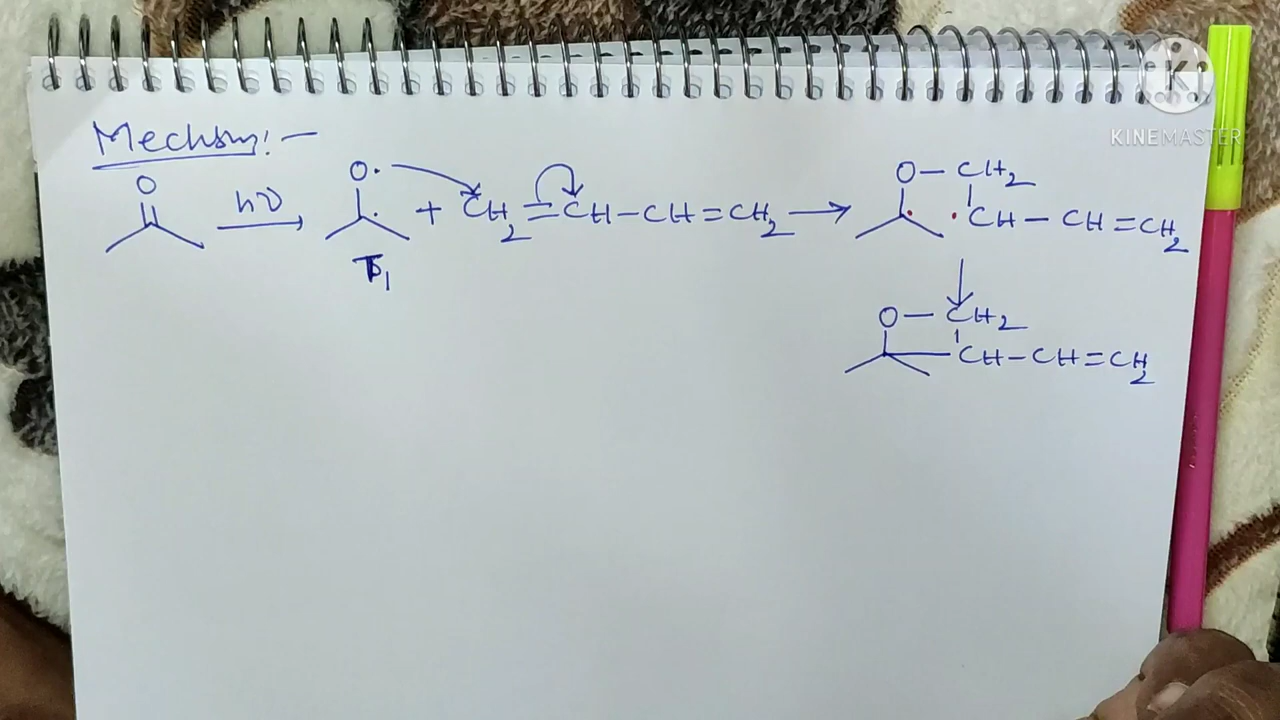 Mechsm:-
O hν O· + CH2=CH-CH=CH2 → O-CH2
· ·CH-CH=CH2
T1
O-CH2
CH-CH=CH2
KINEMASTER